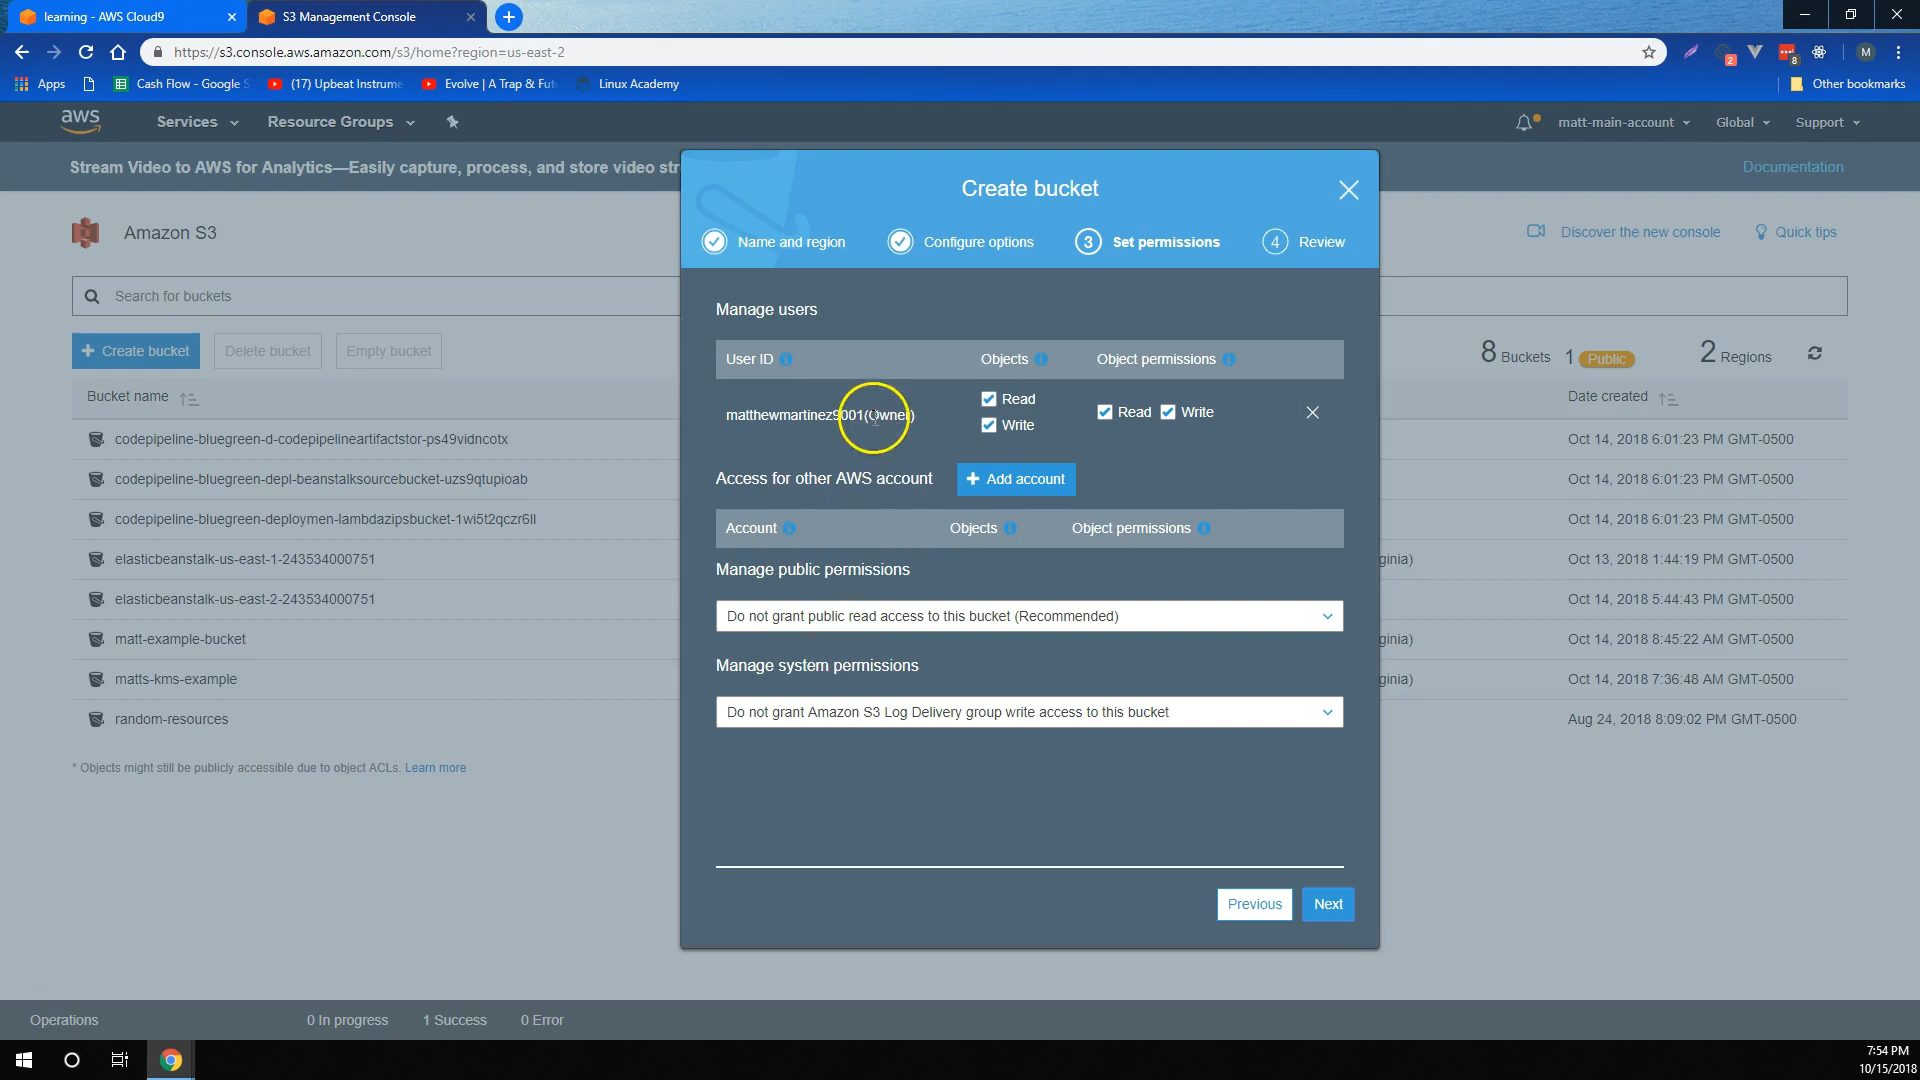 learning - AWS Cloud9
S3 Management Console
https://s3.console.aws.amazon.com/s3/home?region=us-east-2
2
8
M
Apps
Cash Flow - Google S
(17) Upbeat Instrume
Evolve | A Trap & Fut
Linux Academy
Other bookmarks
aws
Services
Resource Groups
matt-main-account
Global
Support
Stream Video to AWS for Analytics—Easily capture, process, and store video str
Documentation
Amazon S3
Discover the new console
Quick tips
Search for buckets
+ Create bucket
Delete bucket
Empty bucket
8 Buckets
1 Public
2 Regions
Bucket name
Date created
codepipeline-bluegreen-d-codepipelineartifactstor-ps49vidncotx
Oct 14, 2018 6:01:23 PM GMT-0500
codepipeline-bluegreen-depl-beanstalksourcebucket-uzs9qtupioab
Oct 14, 2018 6:01:23 PM GMT-0500
codepipeline-bluegreen-deploymen-lambdazipsbucket-1wi5t2qczr6ll
Oct 14, 2018 6:01:23 PM GMT-0500
elasticbeanstalk-us-east-1-243534000751
ginia)
Oct 13, 2018 1:44:19 PM GMT-0500
elasticbeanstalk-us-east-2-243534000751
Oct 14, 2018 5:44:43 PM GMT-0500
matt-example-bucket
ginia)
Oct 14, 2018 8:45:22 AM GMT-0500
matts-kms-example
ginia)
Oct 14, 2018 7:36:48 AM GMT-0500
random-resources
Aug 24, 2018 8:09:02 PM GMT-0500
* Objects might still be publicly accessible due to object ACLs. Learn more
Create bucket
Name and region
Configure options
3 Set permissions
4 Review
Manage users
User ID
Objects
Object permissions
matthewmartinez9001(Owner)
Read
Write
Read
Write
Access for other AWS account
+ Add account
Account
Objects
Object permissions
Manage public permissions
Do not grant public read access to this bucket (Recommended)
Manage system permissions
Do not grant Amazon S3 Log Delivery group write access to this bucket
Previous
Next
Operations
0 In progress
1 Success
0 Error
7:54 PM
10/15/2018